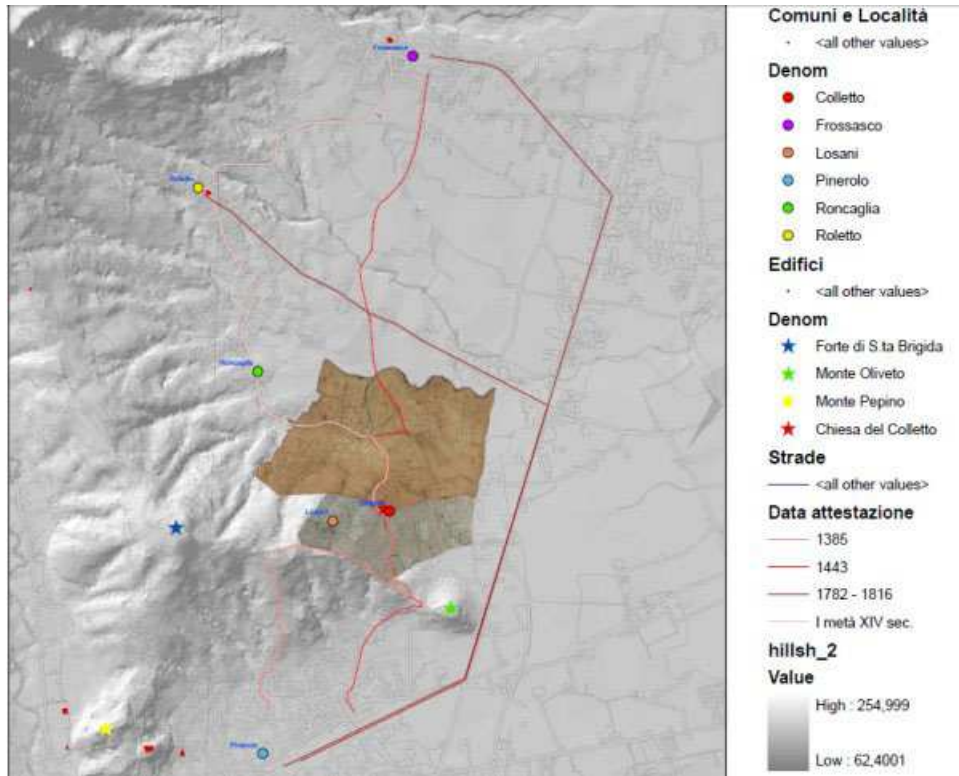 Comuni e Località
<all other values>
Denom
Colletto
Frossasco
Losani
Pinerolo
Roncaglia
Roletto
Edifici
<all other values>
Denom
Forte di S.ta Brigida
Monte Oliveto
Monte Pepino
Chiesa del Colletto
Strade
<all other values>
Data attestazione
1385
1443
1782 - 1816
I metà XIV sec.
hillsh_2
Value
High : 254,999
Low : 62,4001